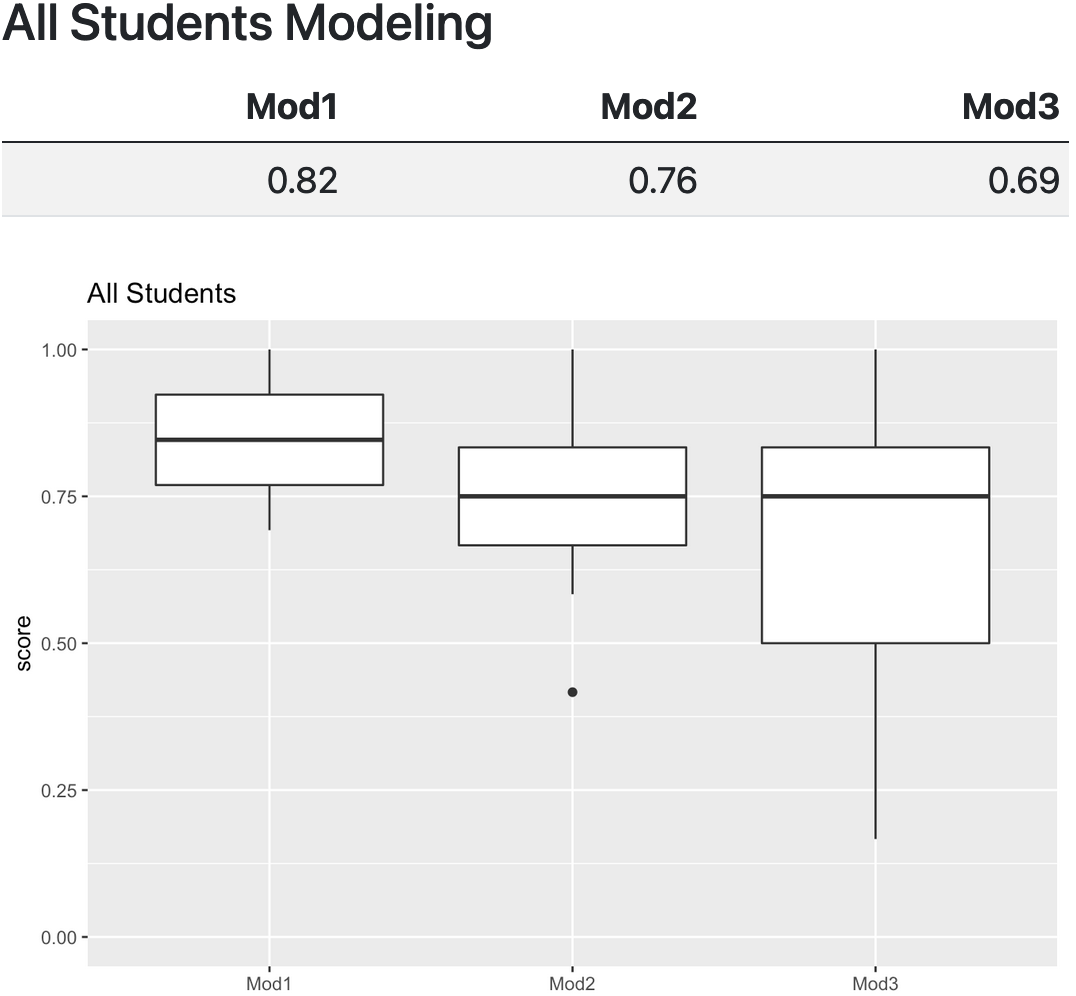 All Students Modeling
Mod1 Mod2 Mod3
0.82 0.76 0.69
All Students
1.00
0.75
0.50
0.25
0.00
score
Mod1 Mod2 Mod3